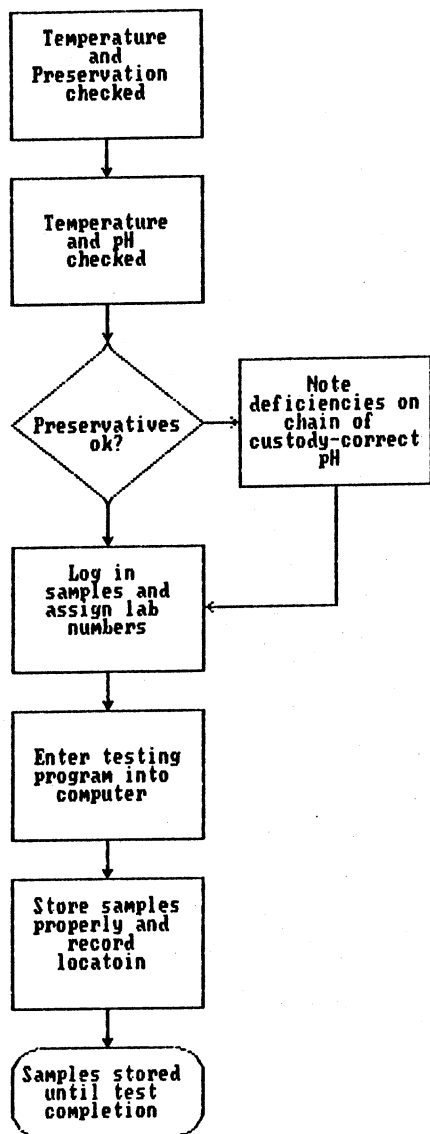 Temperature
and
Preservation
checked
Temperature
and pH
checked
Preservatives
ok?
Note
deficiencies on
chain of
custody-correct
pH
Log in
samples and
assign lab
numbers
Enter testing
program into
computer
Store samples
properly and
record
locatoin
Samples stored
until test
completion